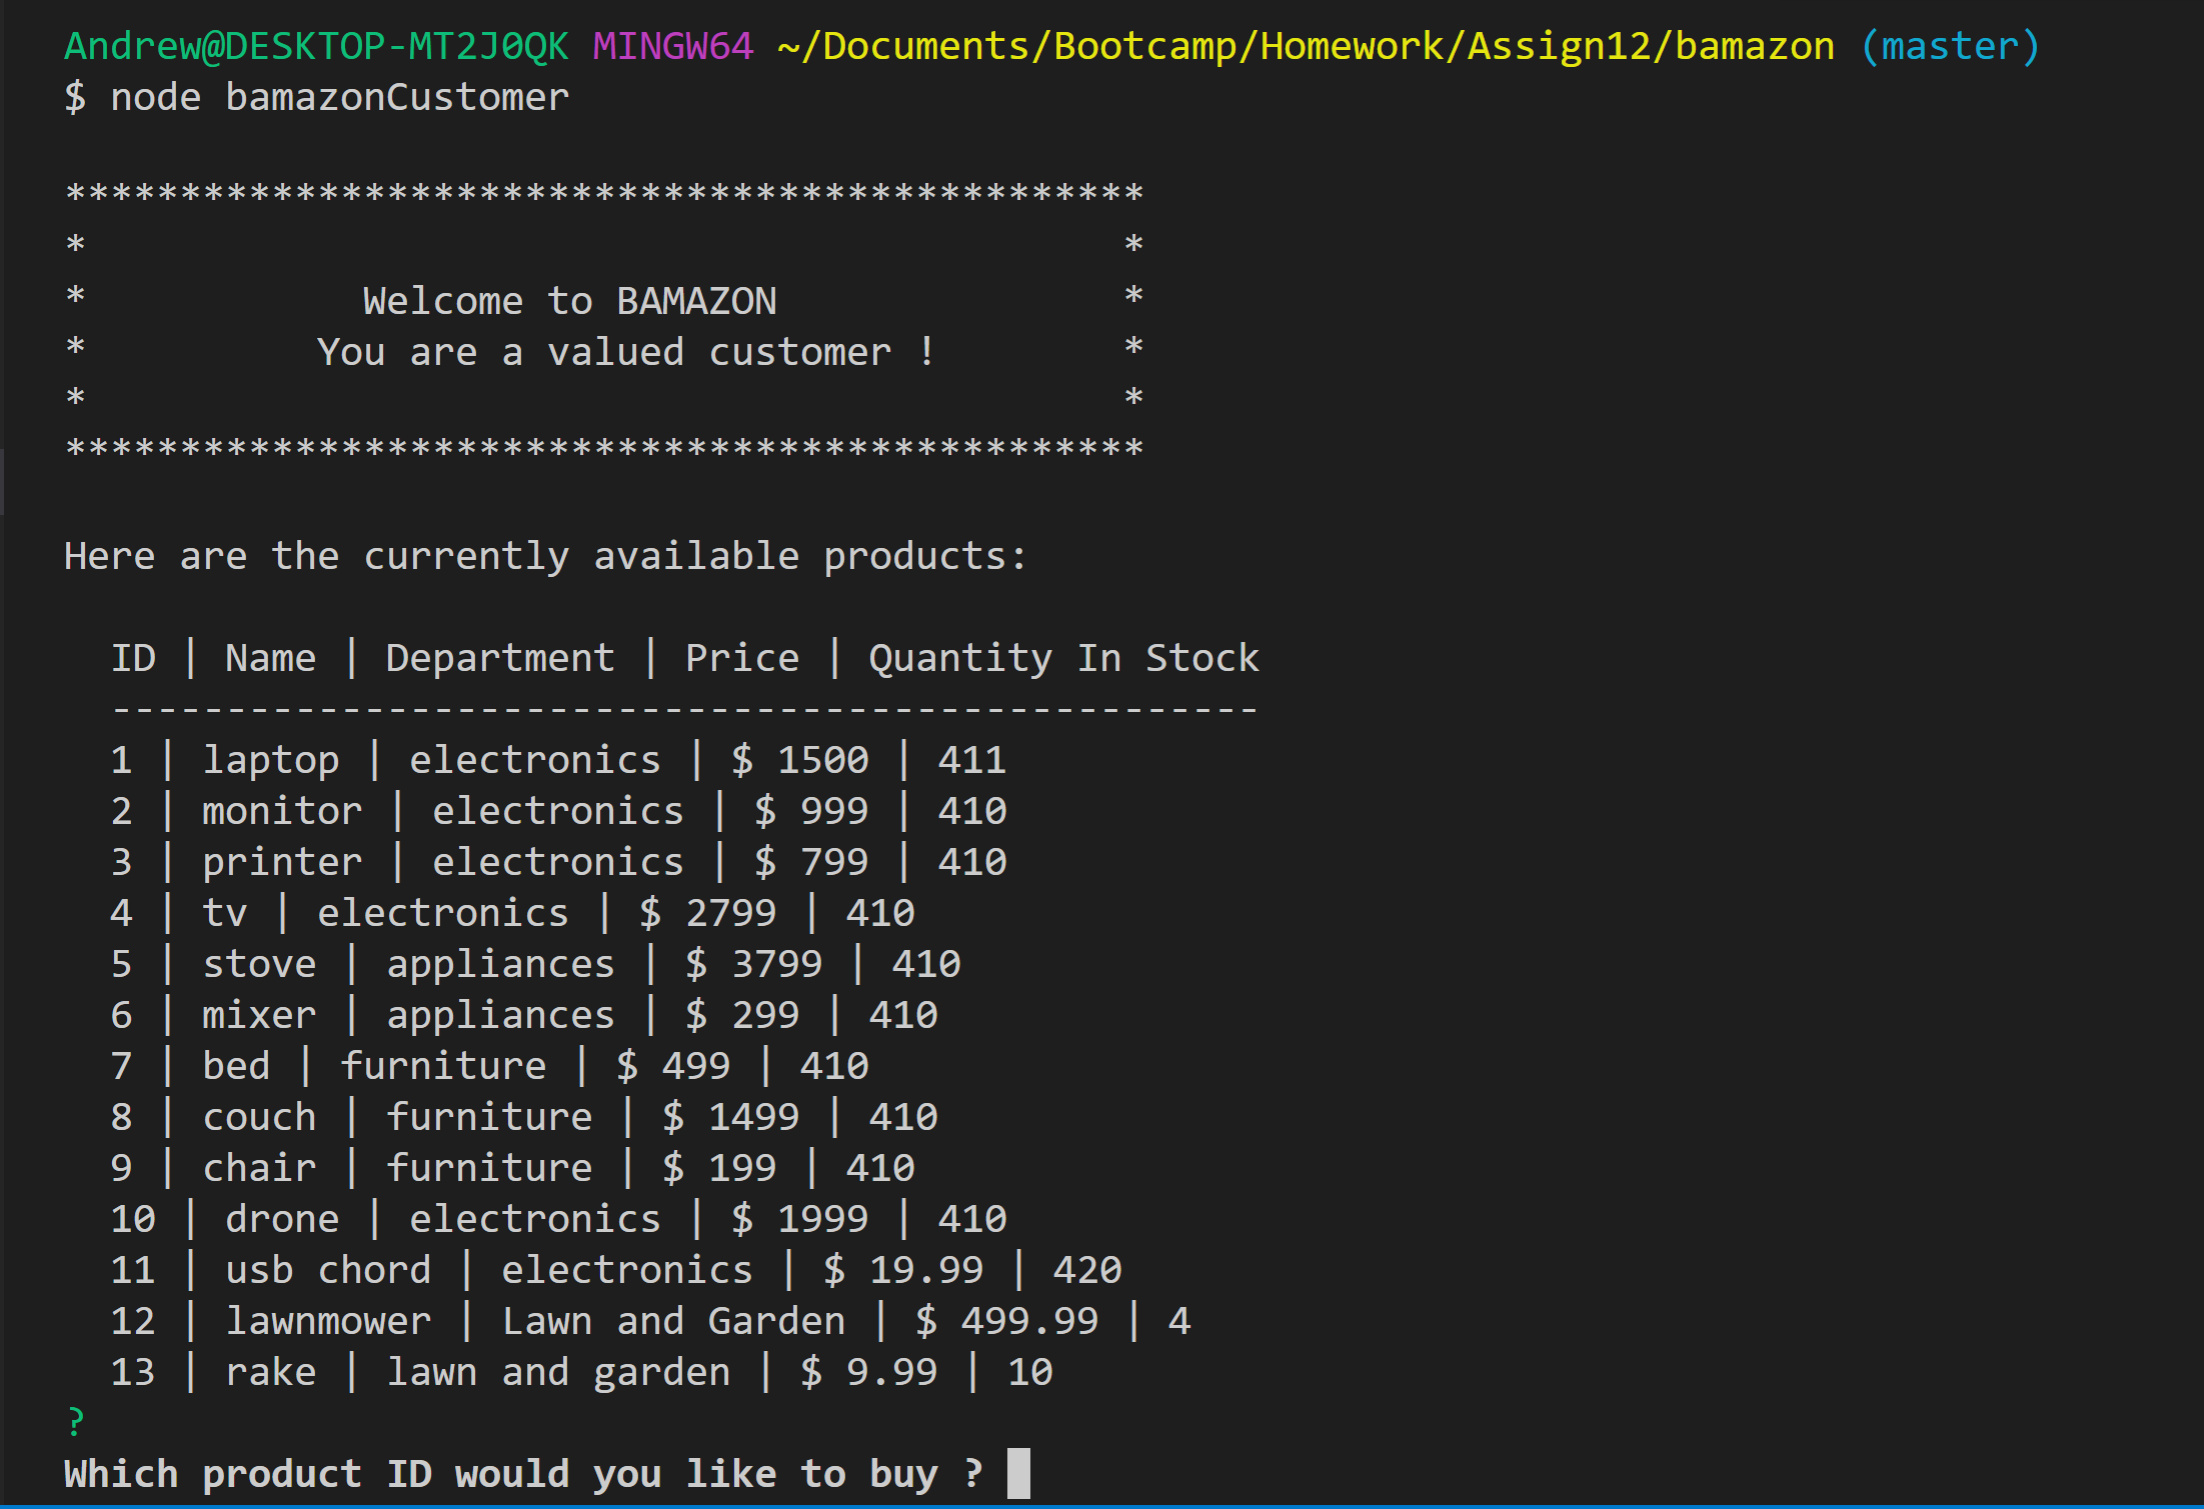 Andrew@DESKTOP-MT2J0QK MINGW64 ~/Documents/Bootcamp/Homework/Assign12/bamazon (master)
$ node bamazonCustomer
***********************************************
*                                             *
*            Welcome to BAMAZON               *
*          You are a valued customer !        *
*                                             *
***********************************************
Here are the currently available products:
  ID | Name | Department | Price | Quantity In Stock
  --------------------------------------------------
  1 | laptop | electronics | $ 1500 | 411
  2 | monitor | electronics | $ 999 | 410
  3 | printer | electronics | $ 799 | 410
  4 | tv | electronics | $ 2799 | 410
  5 | stove | appliances | $ 3799 | 410
  6 | mixer | appliances | $ 299 | 410
  7 | bed | furniture | $ 499 | 410
  8 | couch | furniture | $ 1499 | 410
  9 | chair | furniture | $ 199 | 410
  10 | drone | electronics | $ 1999 | 410
  11 | usb chord | electronics | $ 19.99 | 420
  12 | lawnmower | Lawn and Garden | $ 499.99 | 4
  13 | rake | lawn and garden | $ 9.99 | 10
?
Which product ID would you like to buy ?